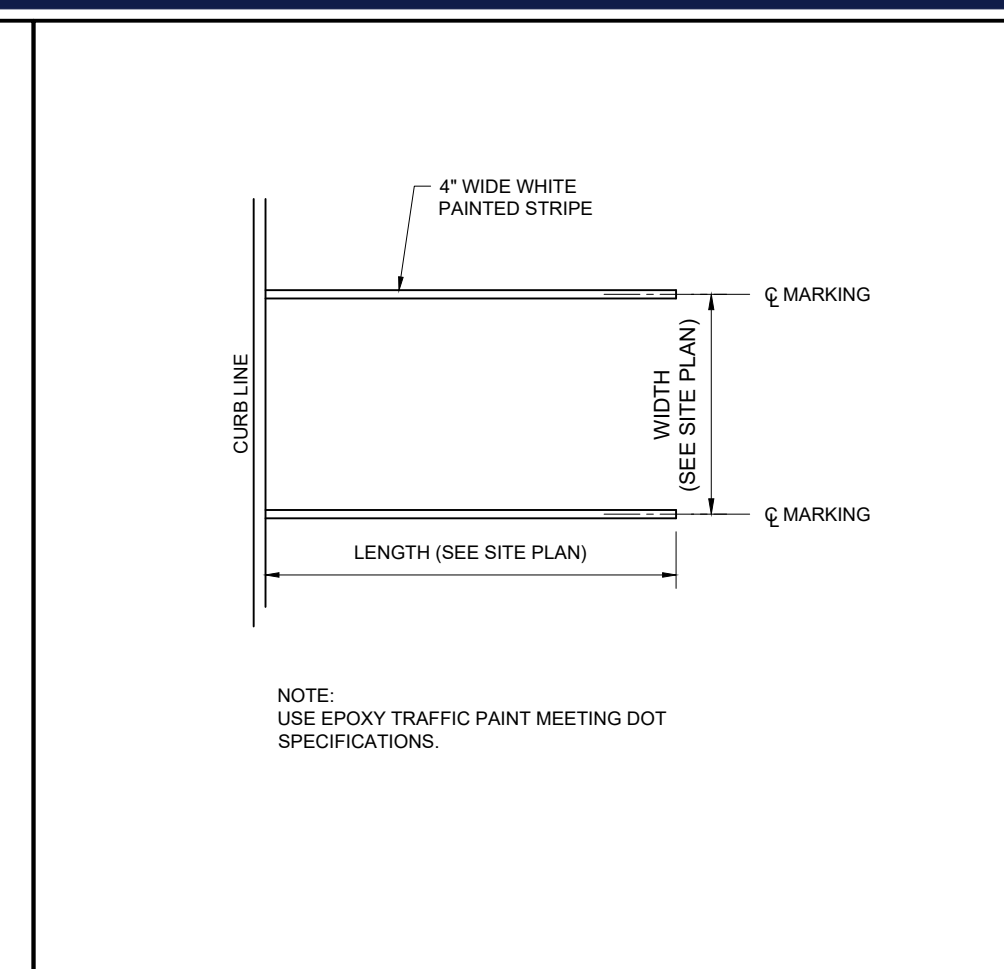 4" WIDE WHITE
PAINTED STRIPE
℄ MARKING
CURB LINE
WIDTH
(SEE SITE PLAN)
℄ MARKING
LENGTH (SEE SITE PLAN)
NOTE:
USE EPOXY TRAFFIC PAINT MEETING DOT
SPECIFICATIONS.